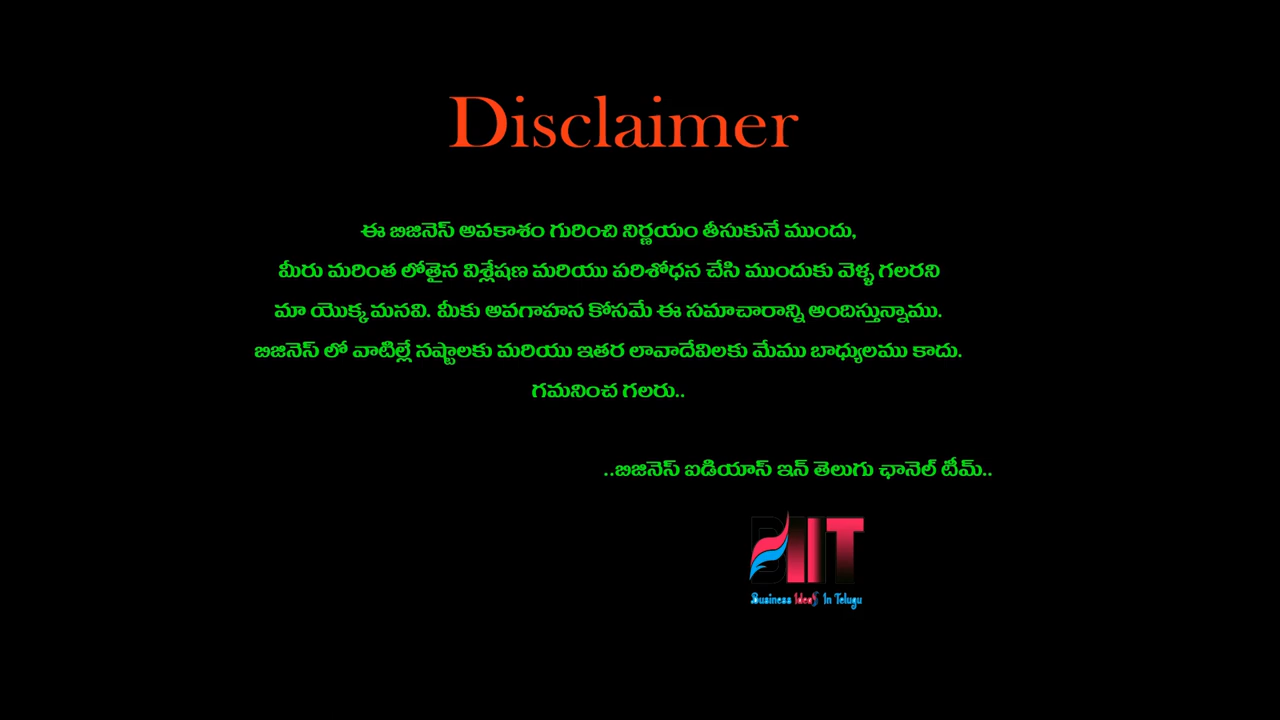 Disclaimer
ఈ బిజినెస్ అవకాశం గురించి నిర్ణయం తీసుకునే ముందు,
మీరు మరింత లోతైన విశ్లేషణ మరియు పరిశోధన చేసి ముందుకు వెళ్ళ గలరని
మా యొక్క మనవి. మీకు అవగాహన కోసమే ఈ సమాచారాన్ని అందిస్తున్నాము.
బిజినెస్ లో వాటిల్లే నష్టాలకు మరియు ఇతర లావాదేవిలకు మేము బాధ్యులము కాదు.
గమనించ గలరు..
..బిజినెస్ ఐడియాస్ ఇన్ తెలుగు ఛానెల్ టీమ్..
BIIT
Business IdeaS In Telugu